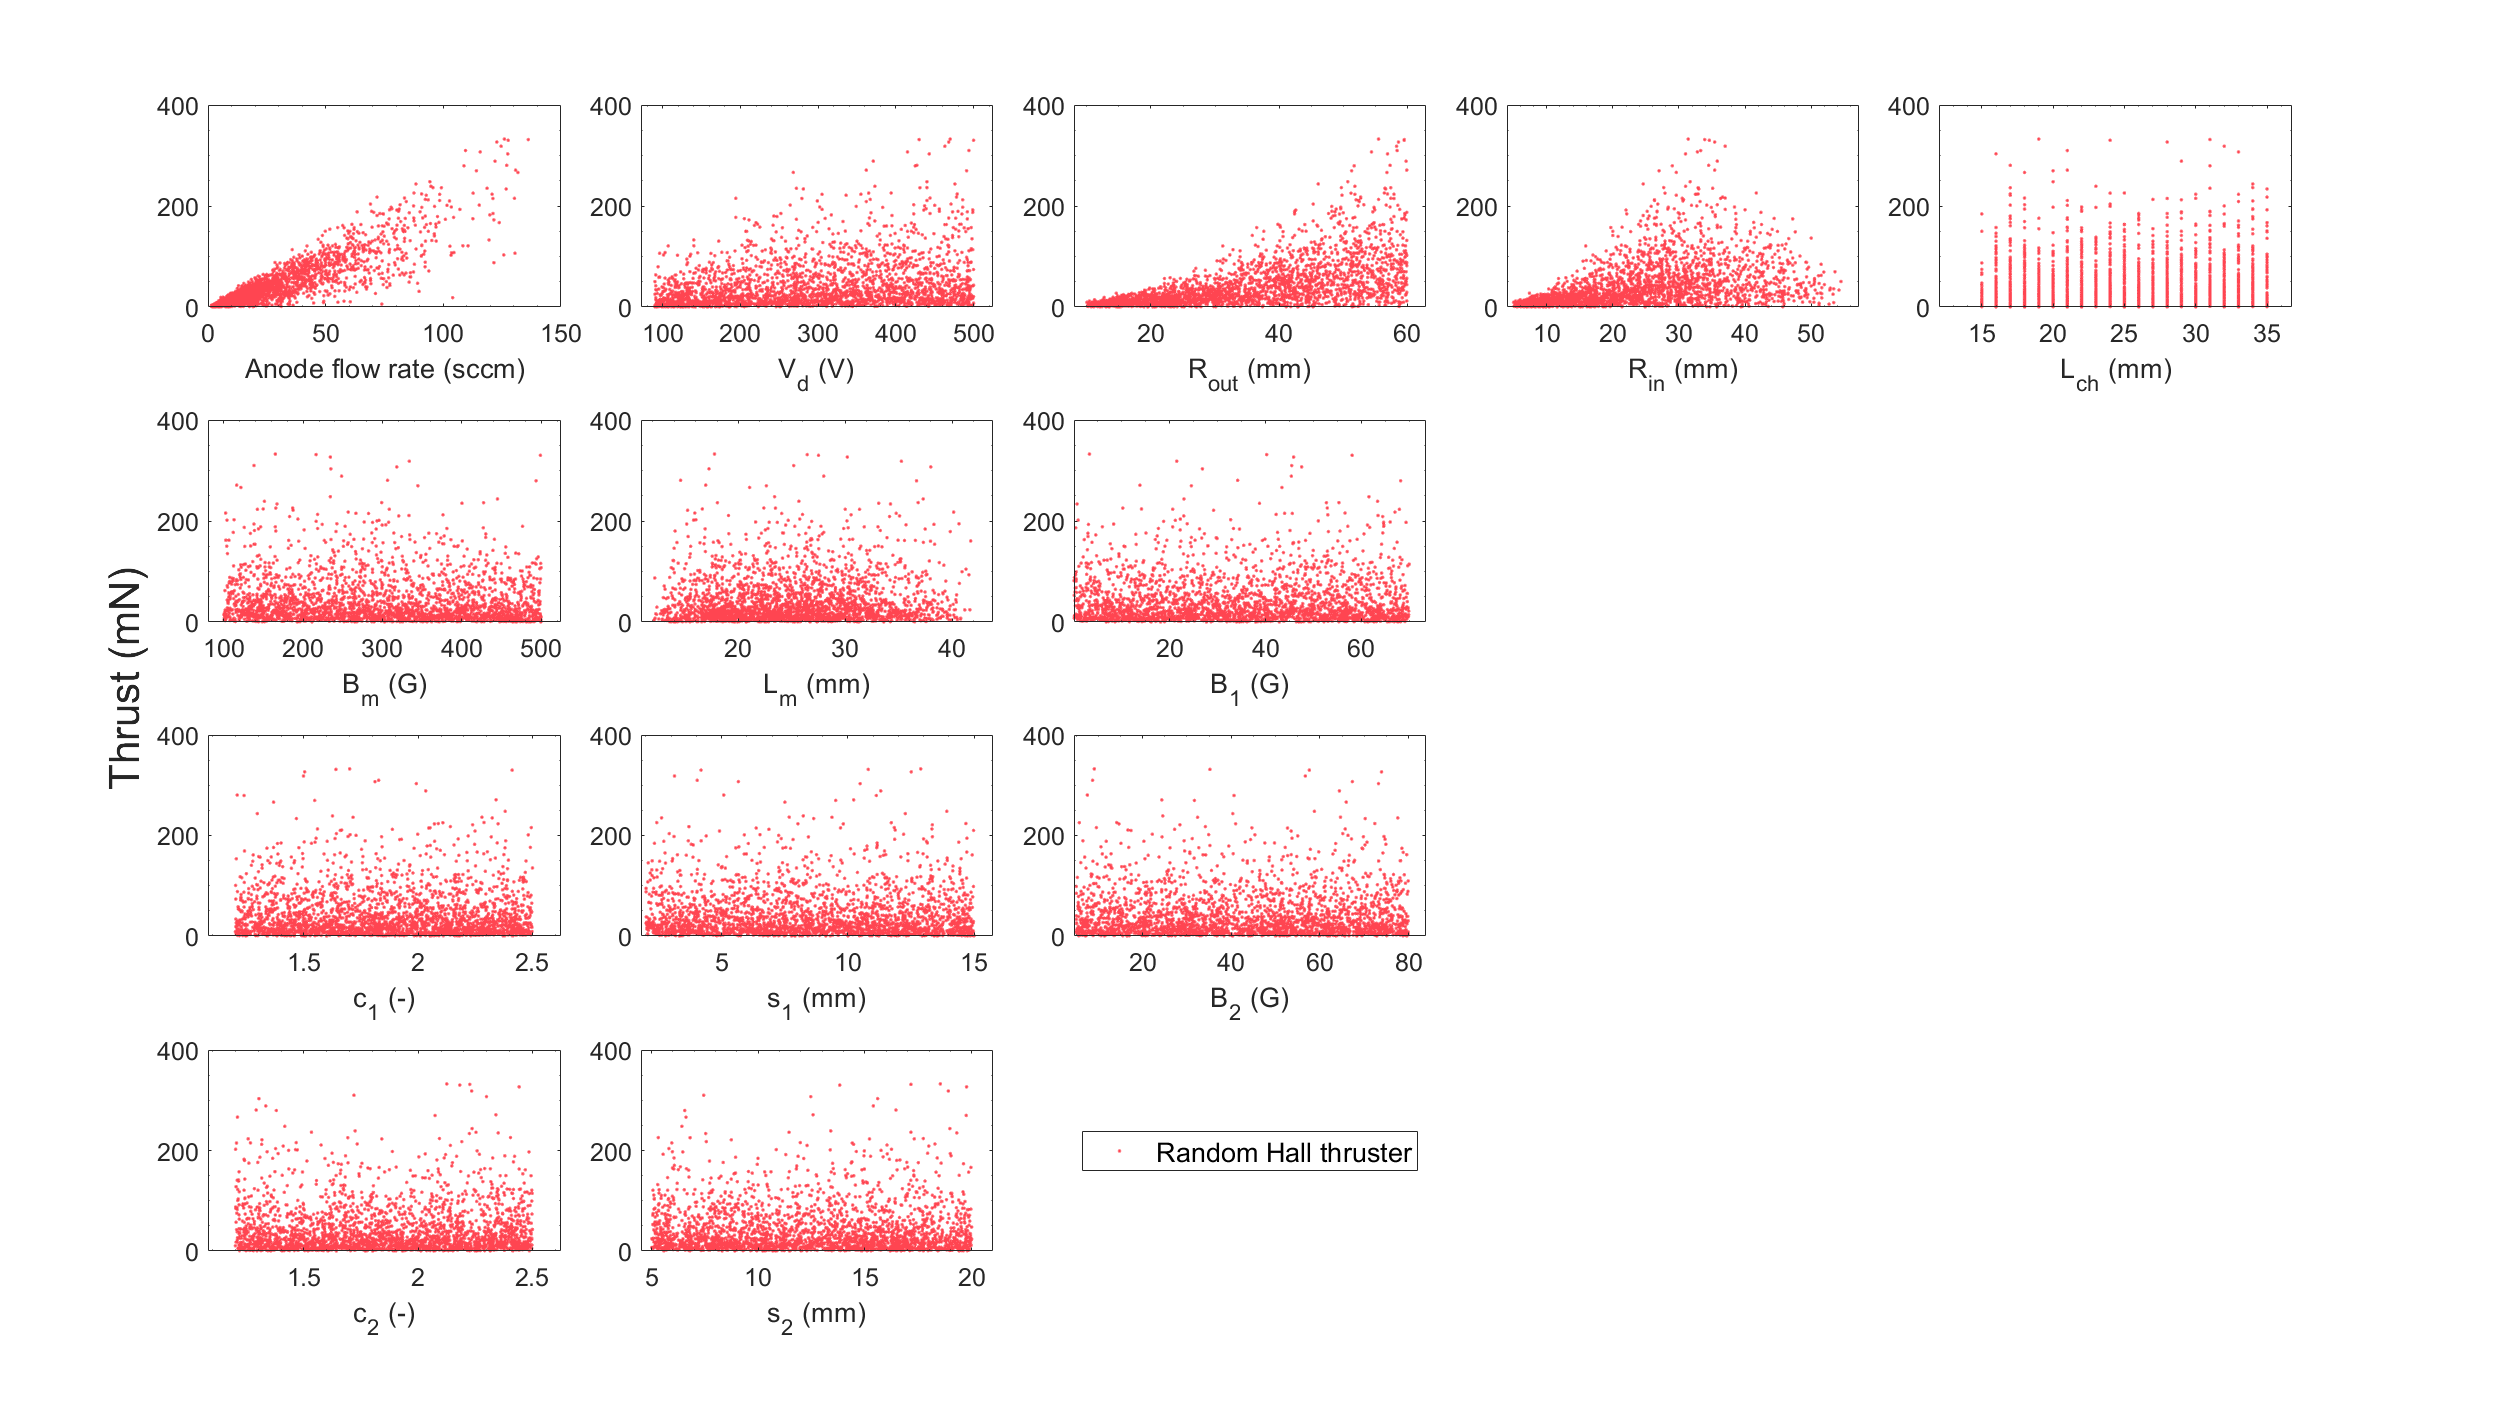 400 400 400 400 400
200 200 200 200 200
0 0 0 0 0
0 50 100 150 100 200 300 400 500 20 40 60 10 20 30 40 50 15 20 25 30 35
Anode flow rate (sccm) V_d (V) R_out (mm) R_in (mm) L_ch (mm)
400 400 400
200 200 200
0 0 0
100 200 300 400 500 20 30 40 20 40 60
B_m (G) L_m (mm) B_1 (G)
Thrust (mN)
400 400 400
200 200 200
0 0 0
1.5 2 2.5 5 10 15 20 40 60 80
c_1 (-) s_1 (mm) B_2 (G)
400 400
200 200
0 0
1.5 2 2.5 5 10 15 20
c_2 (-) s_2 (mm)
Random Hall thruster